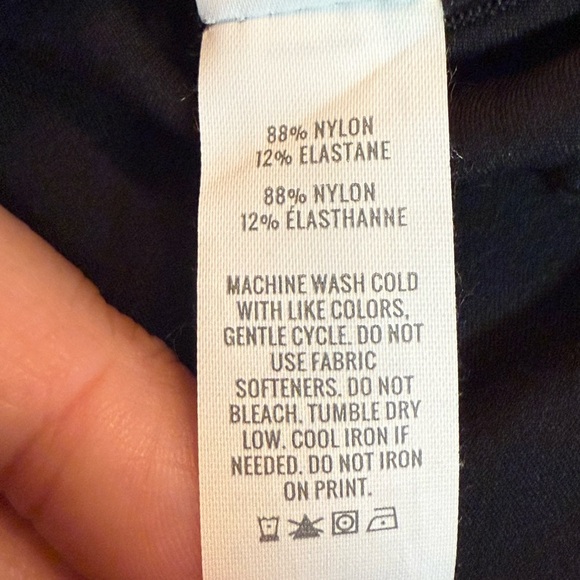 88% NYLON
12% ELASTANE
88% NYLON
12% ÉLASTHANNE
MACHINE WASH COLD
WITH LIKE COLORS,
GENTLE CYCLE. DO NOT
USE FABRIC
SOFTENERS. DO NOT
BLEACH. TUMBLE DRY
LOW. COOL IRON IF
NEEDED. DO NOT IRON
ON PRINT.